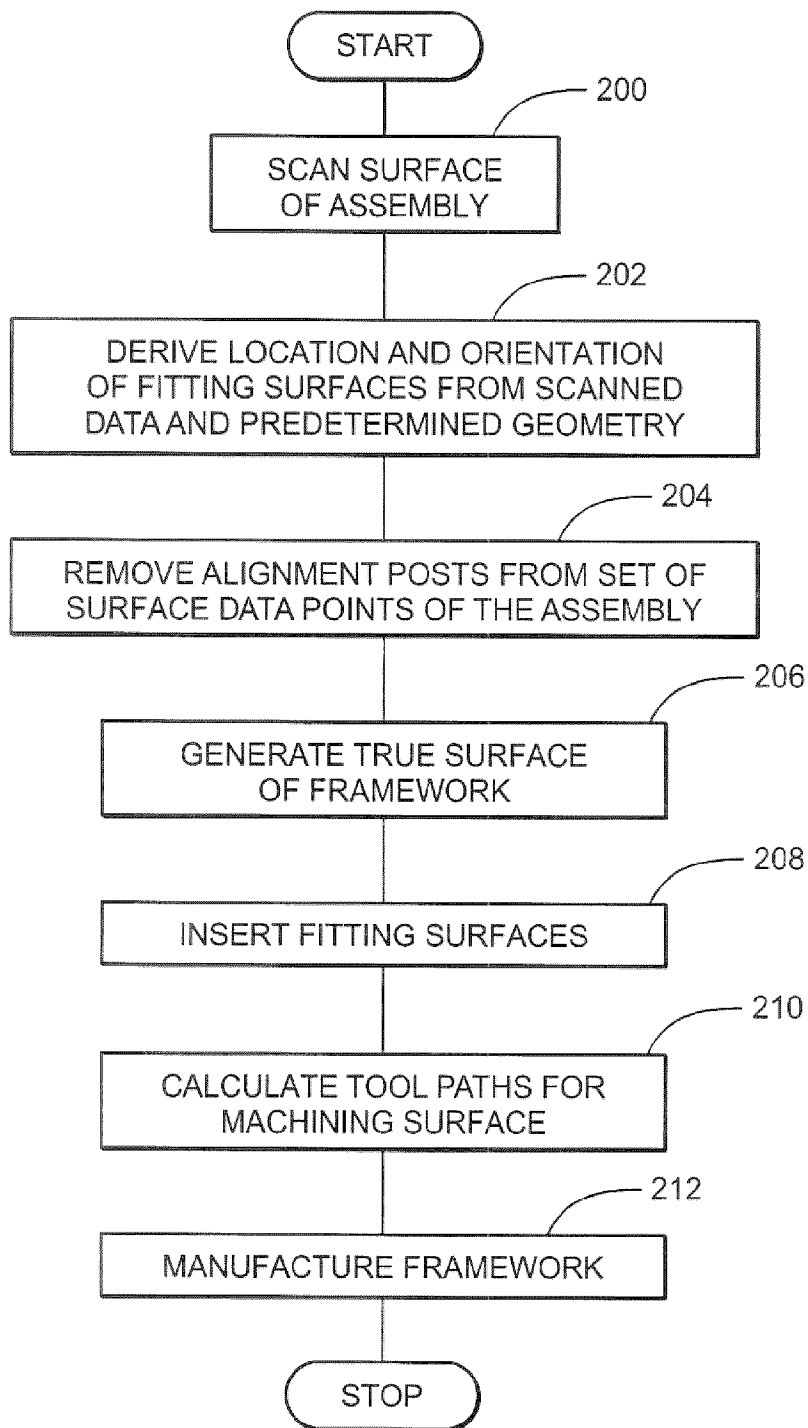 START
200
SCAN SURFACE
OF ASSEMBLY
202
DERIVE LOCATION AND ORIENTATION
OF FITTING SURFACES FROM SCANNED
DATA AND PREDETERMINED GEOMETRY
204
REMOVE ALIGNMENT POSTS FROM SET OF
SURFACE DATA POINTS OF THE ASSEMBLY
206
GENERATE TRUE SURFACE
OF FRAMEWORK
208
INSERT FITTING SURFACES
210
CALCULATE TOOL PATHS FOR
MACHINING SURFACE
212
MANUFACTURE FRAMEWORK
STOP